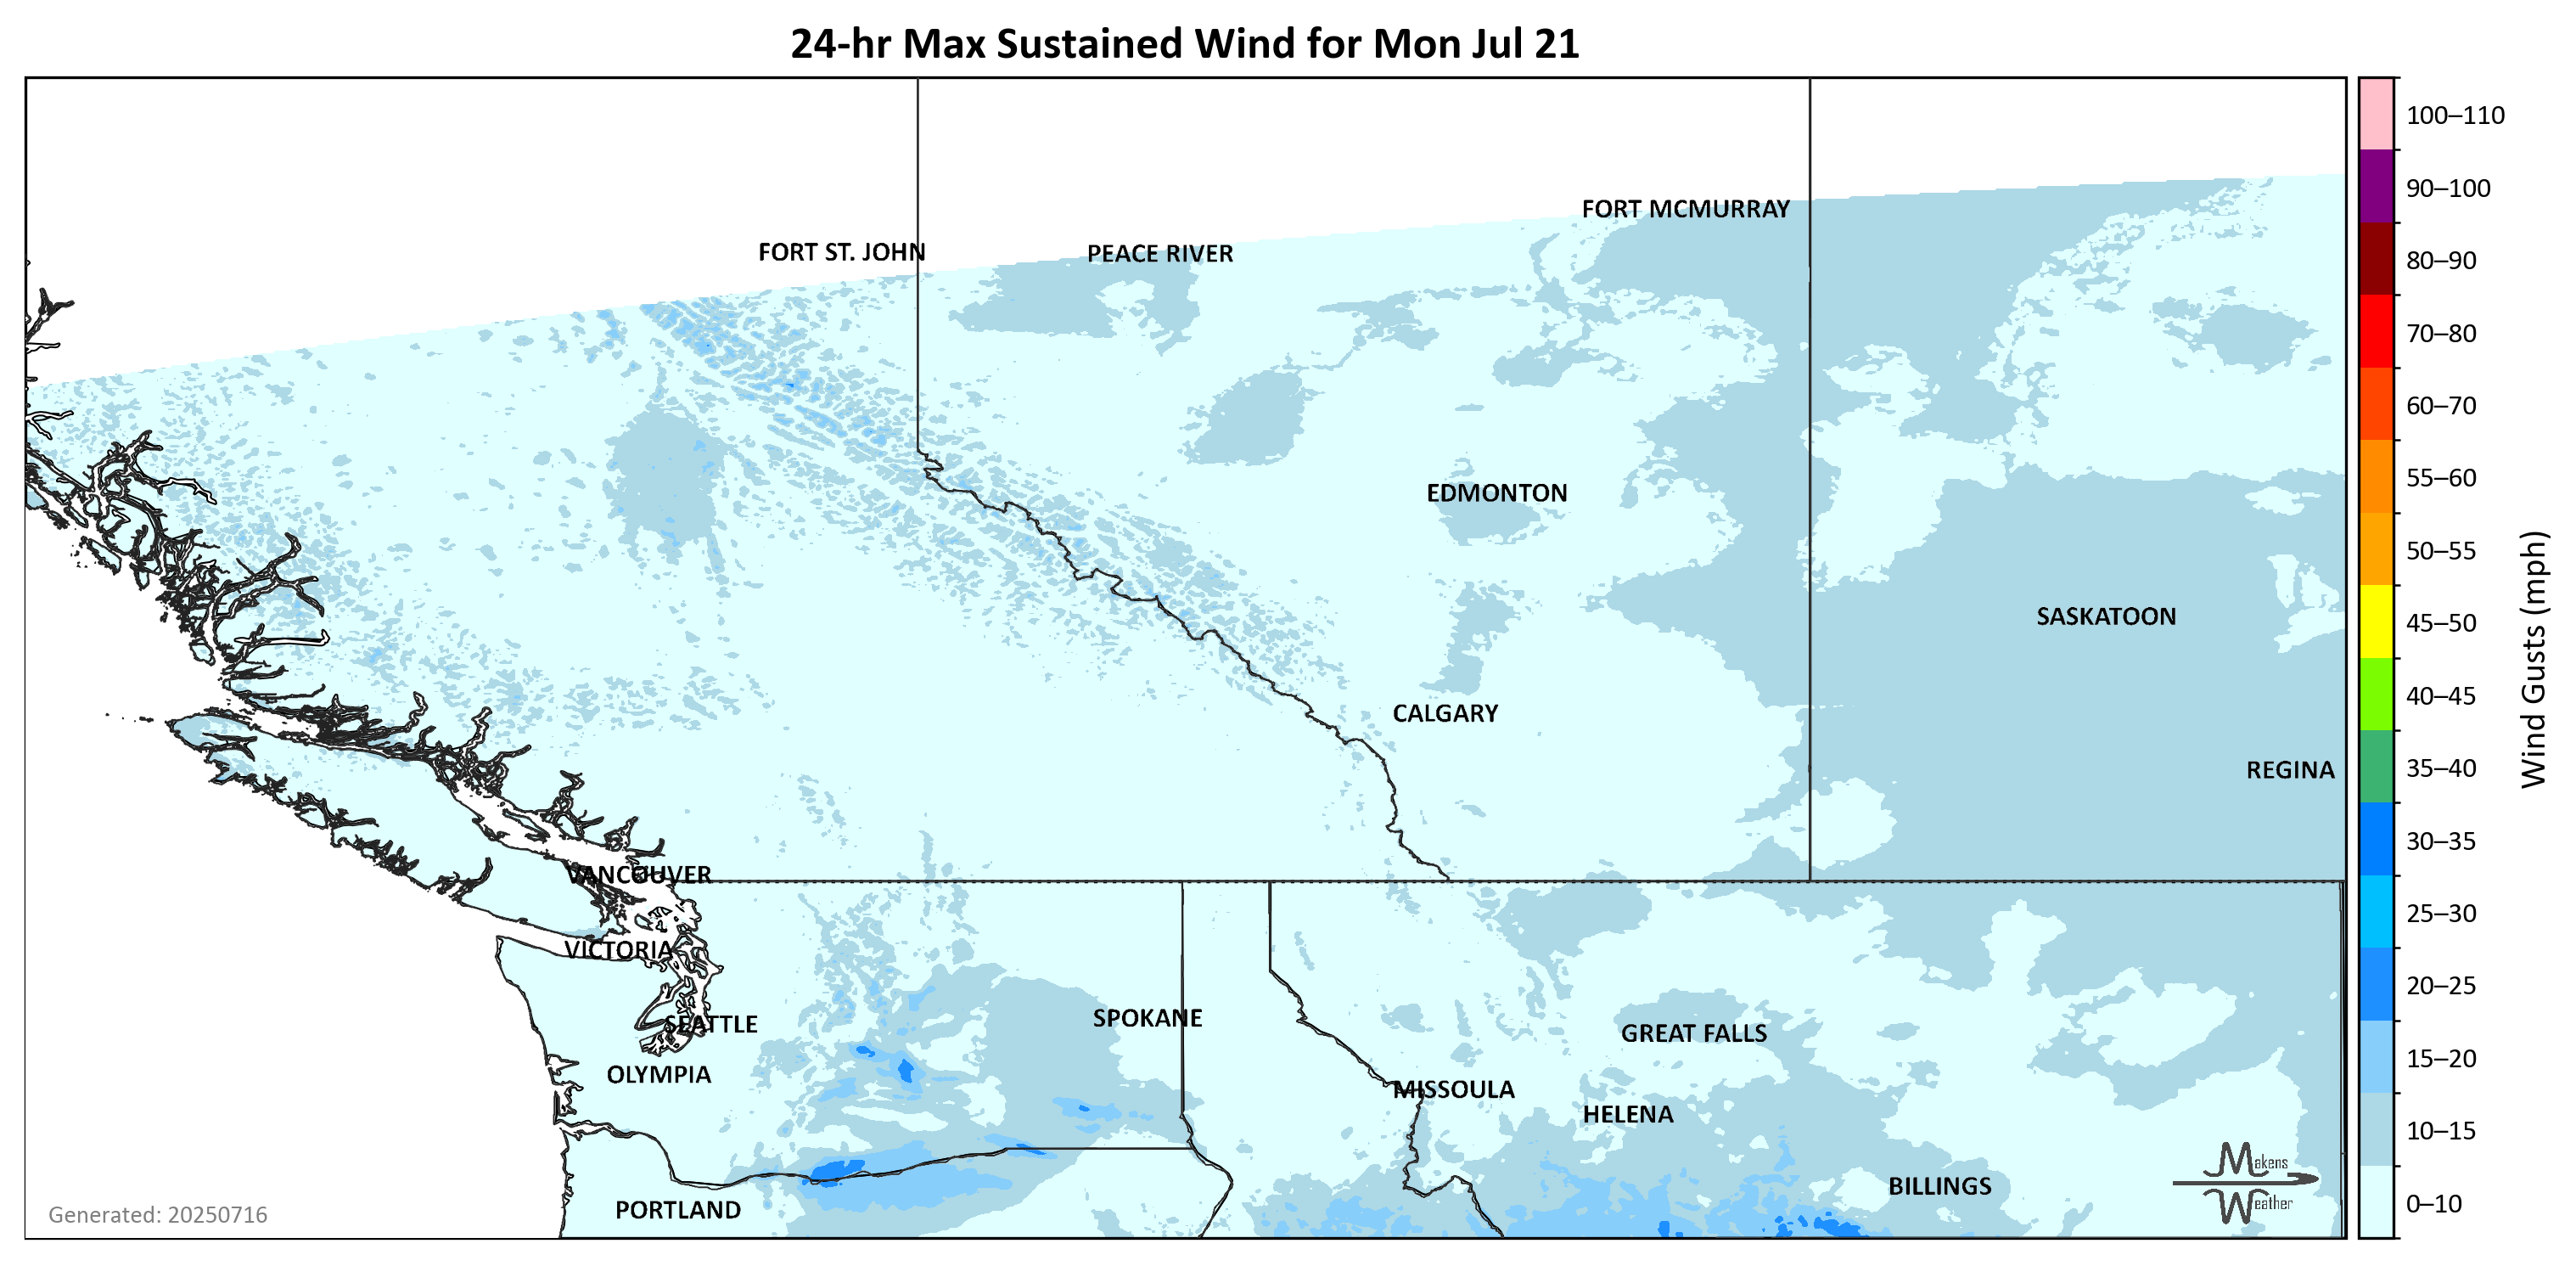 24-hr Max Sustained Wind for Mon Jul 21
100–110
90–100
80–90
70–80
60–70
55–60
50–55
45–50
40–45
35–40
30–35
25–30
20–25
15–20
10–15
0–10
Wind Gusts (mph)
FORT MCMURRAY
FORT ST. JOHN
PEACE RIVER
EDMONTON
SASKATOON
CALGARY
REGINA
VANCOUVER
VICTORIA
SEATTLE
SPOKANE
GREAT FALLS
OLYMPIA
MISSOULA
HELENA
BILLINGS
PORTLAND
Makens
Weather
Generated: 20250716